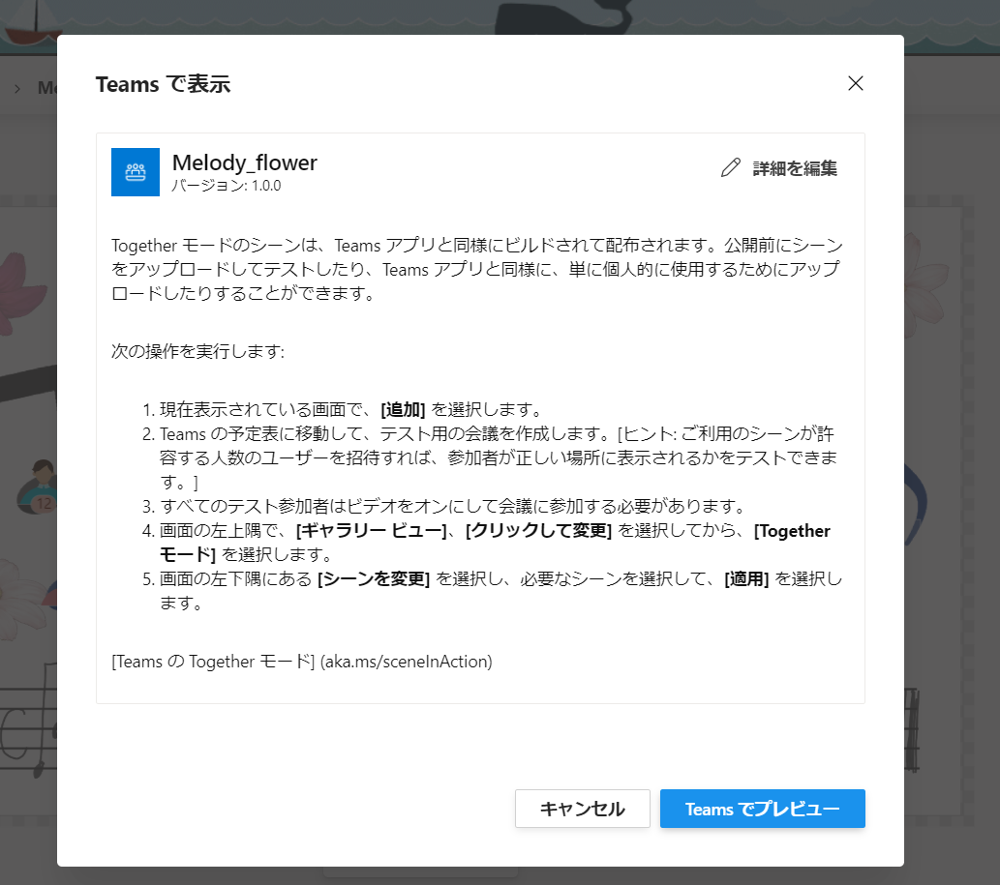 Teams で表示
Melody_flower
バージョン: 1.0.0
詳細を編集
Together モードのシーンは、Teams アプリと同様にビルドされて配布されます。公開前にシーン
をアップロードしてテストしたり、Teams アプリと同様に、単に個人的に使用するためにアップ
ロードしたりすることができます。
次の操作を実行します:
1. 現在表示されている画面で、[追加] を選択します。
2. Teams の予定表に移動して、テスト用の会議を作成します。[ヒント: ご利用のシーンが許
容する人数のユーザーを招待すれば、参加者が正しい場所に表示されるかをテストできま
す。]
3. すべてのテスト参加者はビデオをオンにして会議に参加する必要があります。
4. 画面の左上隅で、[ギャラリー ビュー]、[クリックして変更] を選択してから、[Together
モード] を選択します。
5. 画面の左下隅にある [シーンを変更] を選択し、必要なシーンを選択して、[適用] を選択し
ます。
[Teams の Together モード] (aka.ms/sceneInAction)
キャンセル
Teams でプレビュー
12